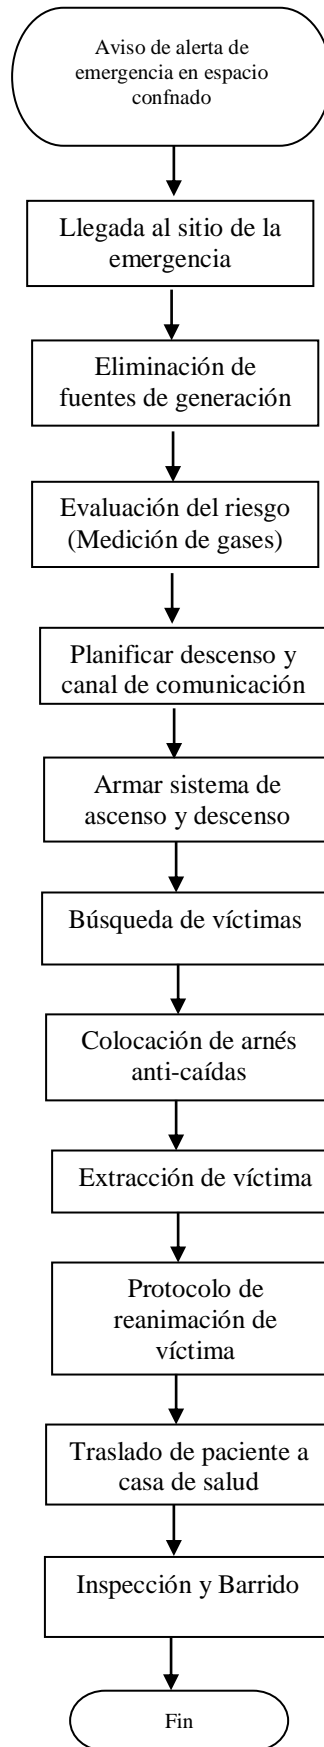 Aviso de alerta de
emergencia en espacio
confnado
Llegada al sitio de la
emergencia
Eliminación de
fuentes de generación
Evaluación del riesgo
(Medición de gases)
Planificar descenso y
canal de comunicación
Armar sistema de
ascenso y descenso
Búsqueda de víctimas
Colocación de arnés
anti-caídas
Extracción de víctima
Protocolo de
reanimación de
víctima
Traslado de paciente a
casa de salud
Inspección y Barrido
Fin